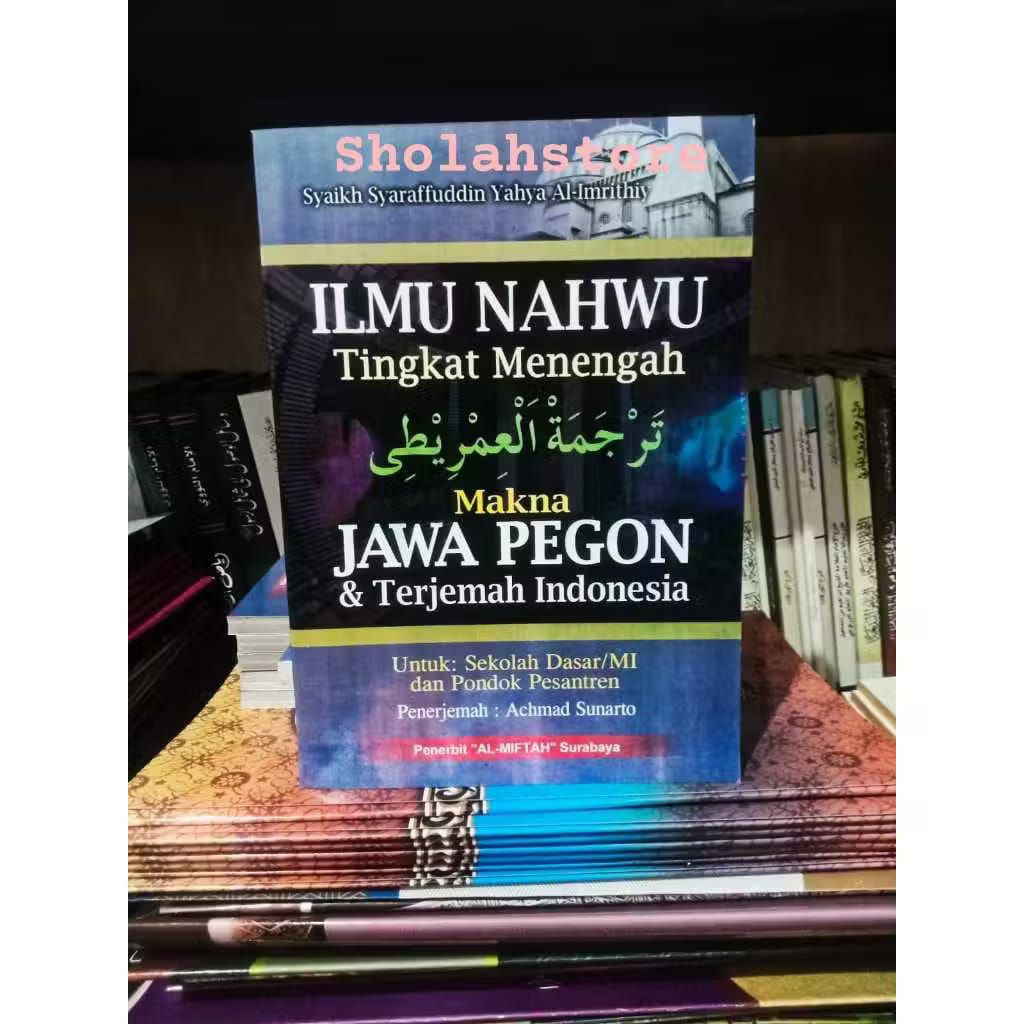 Sholahstore
Syaikh Syaraffuddin Yahya Al-Imrithiy
ILMU NAHWU
Tingkat Menengah
تَرْجَمَةْ اَلْعِمْرِيْطِى
Makna
JAWA PEGON
& Terjemah Indonesia
Untuk: Sekolah Dasar/MI
dan Pondok Pesantren
Penerjemah : Achmad Sunarto
Penerbit "AL-MIFTAH" Surabaya